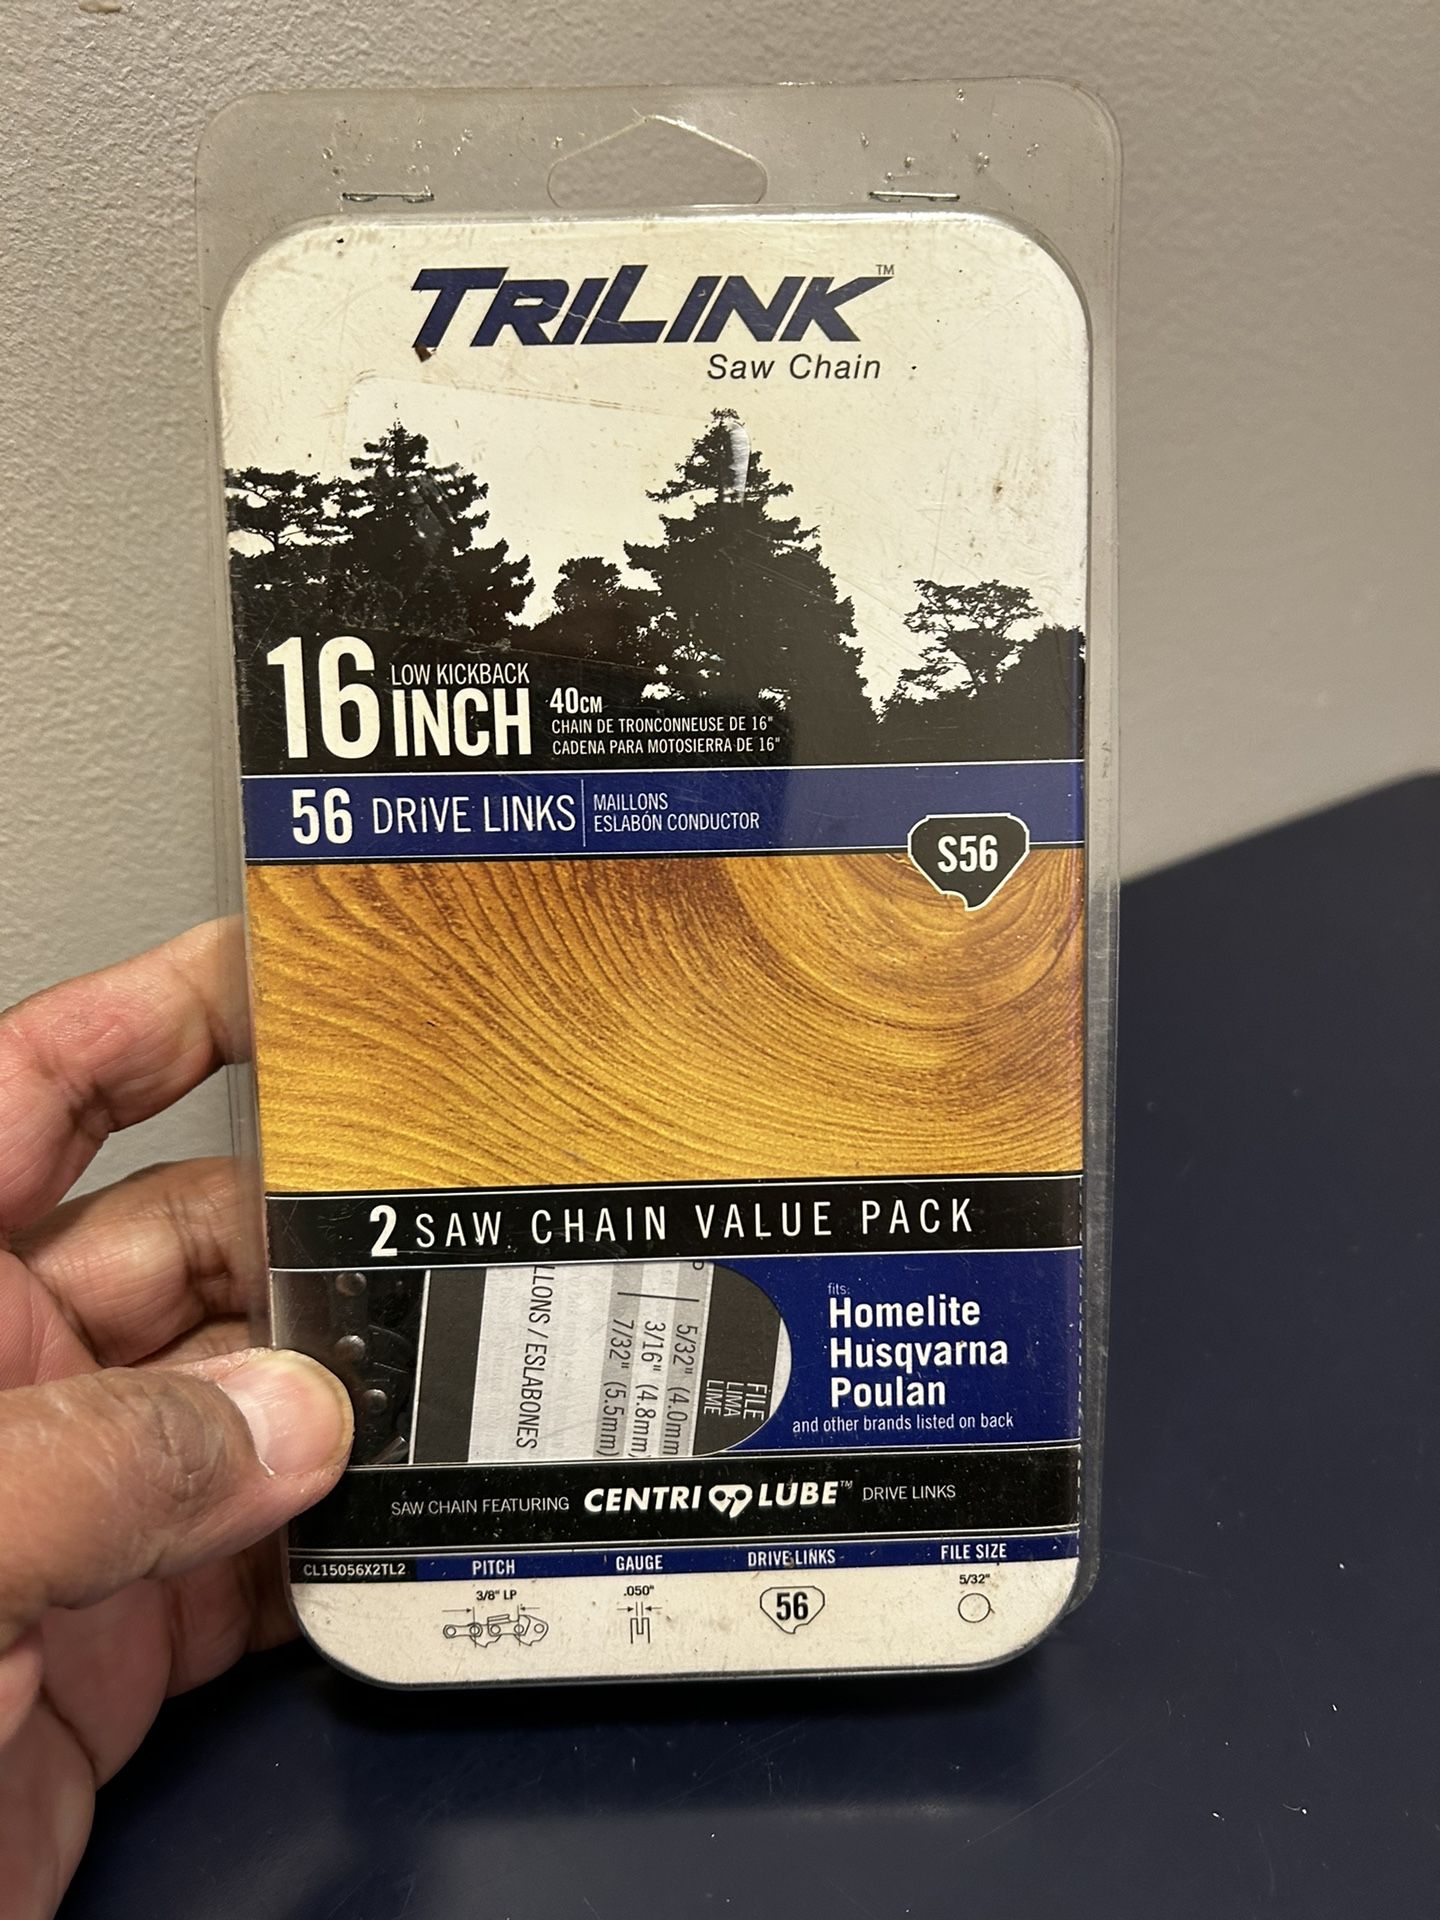 TRILINK™
Saw Chain
16 LOW KICKBACK
INCH
40CM
CHAIN DE TRONCONNEUSE DE 16"
CADENA PARA MOTOSIERRA DE 16"
56 DRIVE LINKS
MAILLONS
ESLABÓN CONDUCTOR
S56
2 SAW CHAIN VALUE PACK
LLONS / ESLABONES
7/32" (5.5mm)
3/16" (4.8mm)
5/32" (4.0mm
FILE
LIMA
LIME
fits:
Homelite
Husqvarna
Poulan
and other brands listed on back
SAW CHAIN FEATURING CENTRI LUBE™ DRIVE LINKS
CL15056X2TL2 PITCH GAUGE DRIVE LINKS FILE SIZE
3/8" LP .050" 56 5/32"